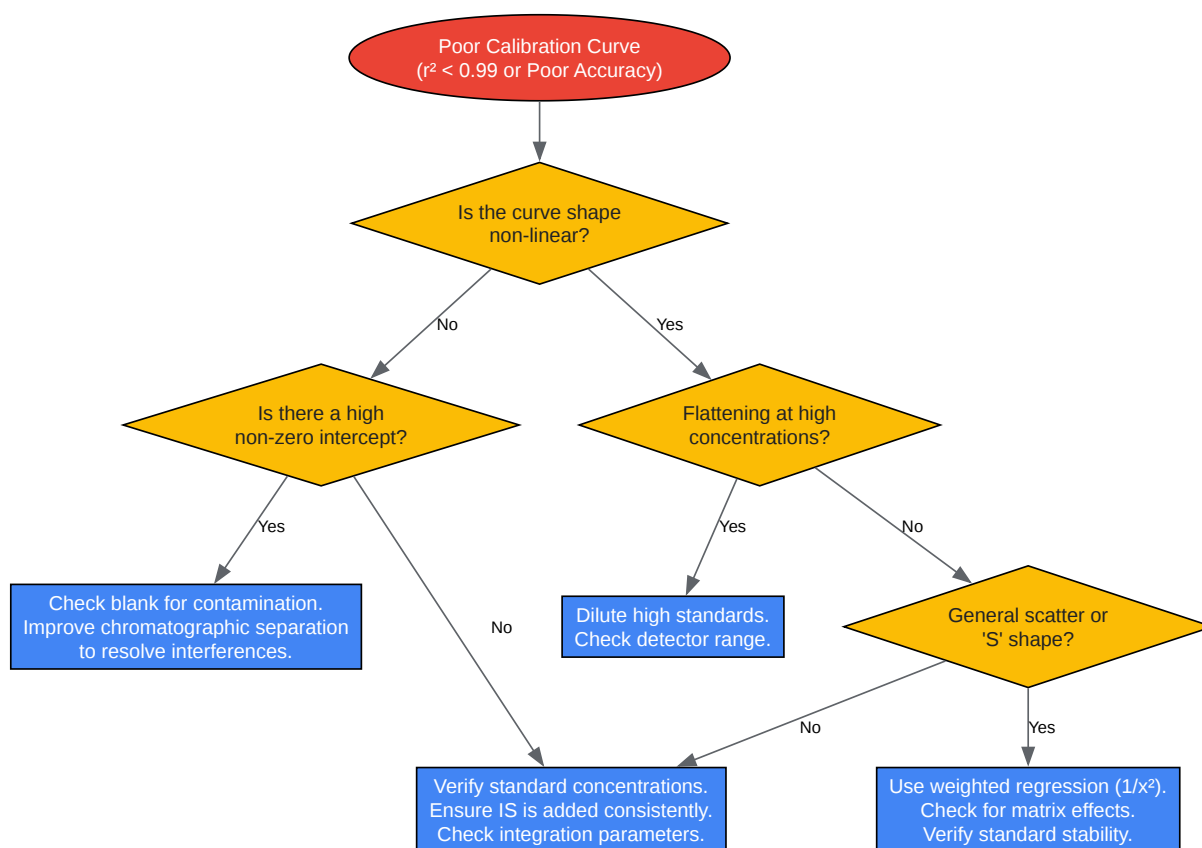 Poor Calibration Curve
(r² < 0.99 or Poor Accuracy)
Is the curve shape
non-linear?
No
Yes
Is there a high
non-zero intercept?
Flattening at high
concentrations?
Yes
No
Yes
No
Check blank for contamination.
Improve chromatographic separation
to resolve interferences.
Dilute high standards.
Check detector range.
General scatter or
'S' shape?
No
Yes
Verify standard concentrations.
Ensure IS is added consistently.
Check integration parameters.
Use weighted regression (1/x²).
Check for matrix effects.
Verify standard stability.